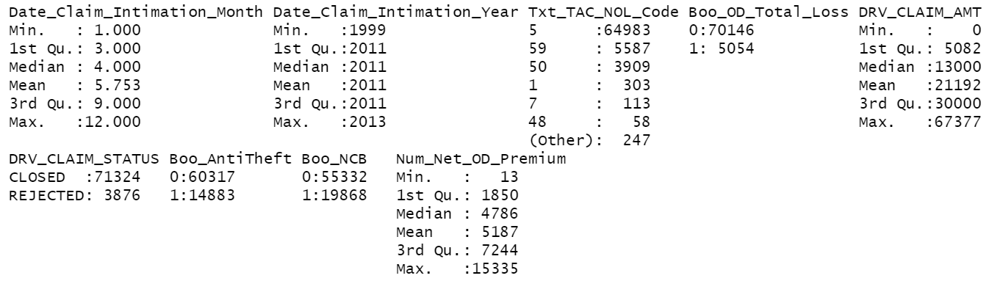 Date_Claim_Intimation_Month Date_Claim_Intimation_Year Txt_TAC_NOL_Code Boo_OD_Total_Loss DRV_CLAIM_AMT
Min.   : 1.000              Min.   :1999               5      :64983    0:70146           Min.   :    0
1st Qu.: 3.000              1st Qu.:2011               59     : 5587    1: 5054           1st Qu.: 5082
Median : 4.000              Median :2011               50     : 3909                      Median :13000
Mean   : 5.753              Mean   :2011               1      :  303                      Mean   :21192
3rd Qu.: 9.000              3rd Qu.:2011               7      :  113                      3rd Qu.:30000
Max.   :12.000              Max.   :2013               48     :   58                      Max.   :67377
                                                       (Other):  247
DRV_CLAIM_STATUS Boo_AntiTheft Boo_NCB   Num_Net_OD_Premium
CLOSED  :71324   0:60317       0:55332   Min.   :   13
REJECTED: 3876   1:14883       1:19868   1st Qu.: 1850
                                         Median : 4786
                                         Mean   : 5187
                                         3rd Qu.: 7244
                                         Max.   :15335